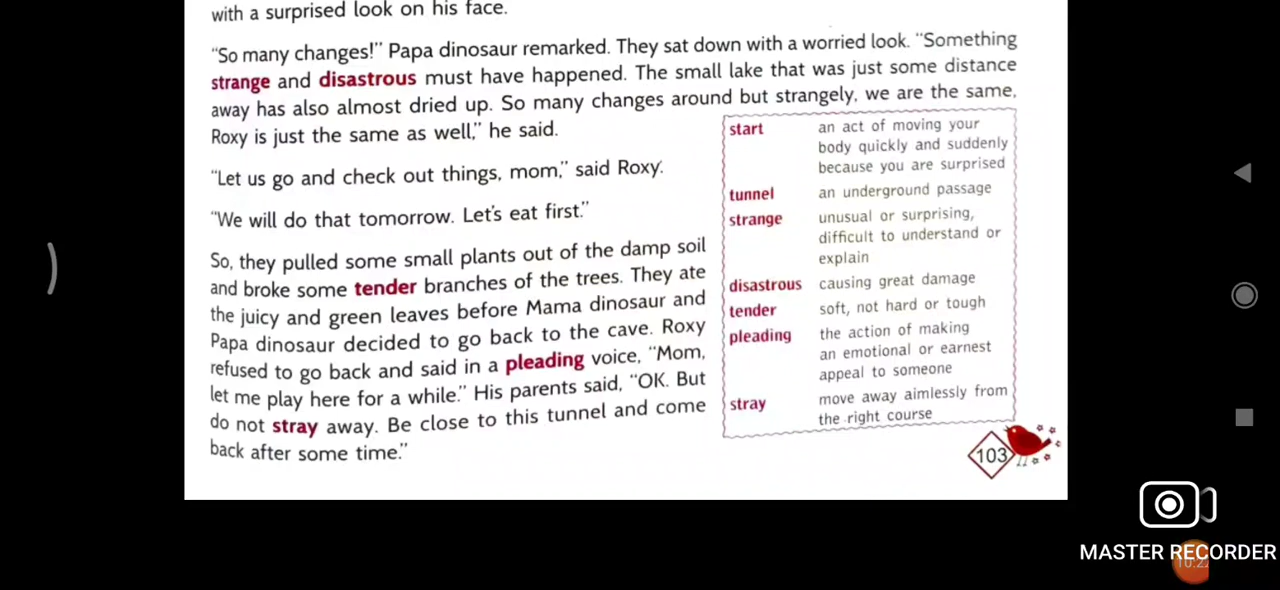 with a surprised look on his face.
“So many changes!” Papa dinosaur remarked. They sat down with a worried look. “Something
strange and disastrous must have happened. The small lake that was just some distance
away has also almost dried up. So many changes around but strangely, we are the same,
Roxy is just the same as well,” he said.
“Let us go and check out things, mom,” said Roxy.
“We will do that tomorrow. Let’s eat first.”
So, they pulled some small plants out of the damp soil
and broke some tender branches of the trees. They ate
the juicy and green leaves before Mama dinosaur and
Papa dinosaur decided to go back to the cave. Roxy
refused to go back and said in a pleading voice, “Mom,
let me play here for a while.” His parents said, “OK. But
do not stray away. Be close to this tunnel and come
back after some time.”
start an act of moving your
body quickly and suddenly
because you are surprised
tunnel an underground passage
strange unusual or surprising,
difficult to understand or
explain
disastrous causing great damage
tender soft, not hard or tough
pleading the action of making
an emotional or earnest
appeal to someone
stray move away aimlessly from
the right course
103
MASTER RECORDER